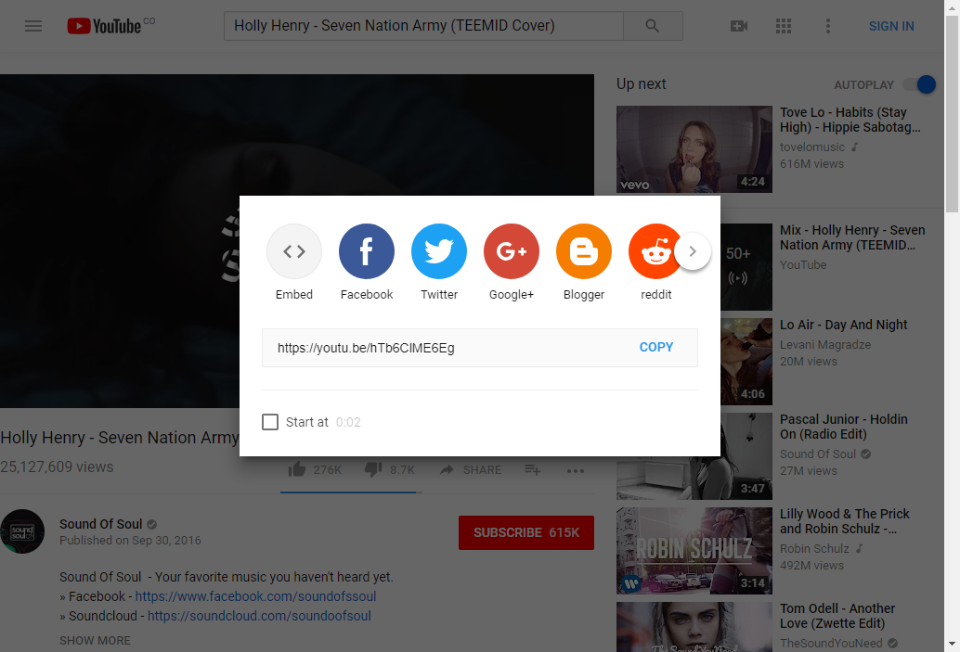 YouTube CO
Holly Henry - Seven Nation Army (TEEMID Cover)
SIGN IN
Up next
AUTOPLAY
vevo
4:24
Tove Lo - Habits (Stay
High) - Hippie Sabotag...
tovelomusic
616M views
50+
Mix - Holly Henry - Seven
Nation Army (TEEMID...
YouTube
4:06
Lo Air - Day And Night
Levani Magradze
20M views
3:47
Pascal Junior - Holdin
On (Radio Edit)
Sound Of Soul
27M views
ROBIN SCHULZ
3:14
Lilly Wood & The Prick
and Robin Schulz -...
Robin Schulz
492M views
The Sound You Need
Tom Odell - Another
Love (Zwette Edit)
TheSoundYouNeed
Embed
Facebook
Twitter
G+
Google+
Blogger
reddit
https://youtu.be/hTb6ClME6Eg
COPY
Start at 0:02
Holly Henry - Seven Nation Army
25,127,609 views
276K
8.7K
SHARE
sound
of soul
Sound Of Soul
Published on Sep 30, 2016
SUBSCRIBE 615K
Sound Of Soul - Your favorite music you haven't heard yet.
» Facebook - https://www.facebook.com/soundofssoul
» Soundcloud - https://soundcloud.com/soundoofsoul
SHOW MORE